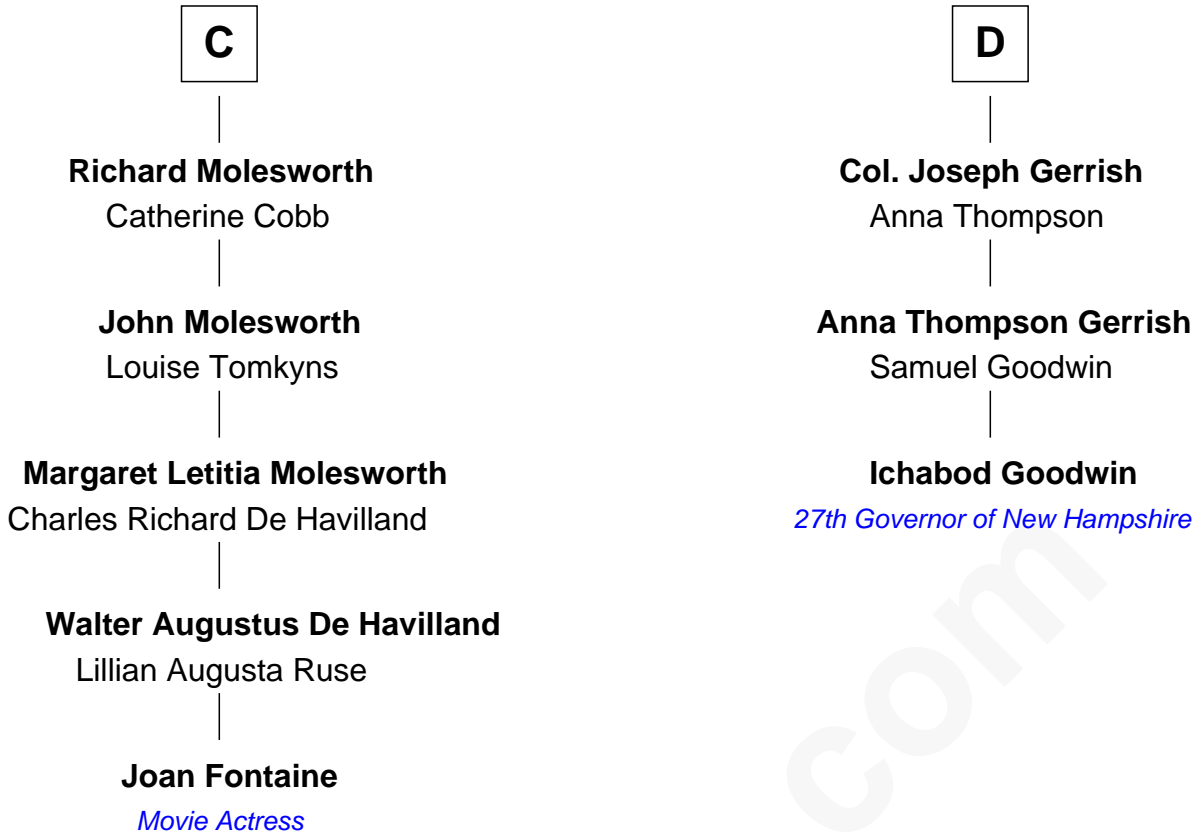 C
Richard Molesworth
Catherine Cobb
John Molesworth
Louise Tomkyns
Margaret Letitia Molesworth
Charles Richard De Havilland
Walter Augustus De Havilland
Lillian Augusta Ruse
Joan Fontaine
Movie Actress
D
Col. Joseph Gerrish
Anna Thompson
Anna Thompson Gerrish
Samuel Goodwin
Ichabod Goodwin
27th Governor of New Hampshire
com